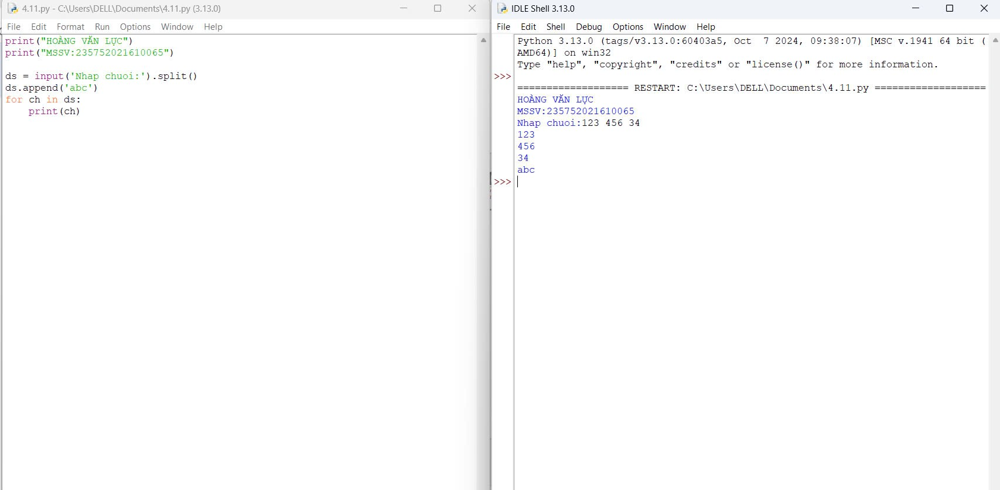 4.11.py - C:\Users\DELL\Documents\4.11.py (3.13.0)
File Edit Format Run Options Window Help
print("HOÀNG VĂN LỰC")
print("MSSV:235752021610065")
ds = input('Nhap chuoi:').split()
ds.append('abc')
for ch in ds:
    print(ch)
IDLE Shell 3.13.0
File Edit Shell Debug Options Window Help
Python 3.13.0 (tags/v3.13.0:60403a5, Oct  7 2024, 09:38:07) [MSC v.1941 64 bit (
AMD64)] on win32
Type "help", "copyright", "credits" or "license()" for more information.
>>>
=================== RESTART: C:\Users\DELL\Documents\4.11.py ===================
HOÀNG VĂN LỰC
MSSV:235752021610065
Nhap chuoi:123 456 34
123
456
34
abc
>>>